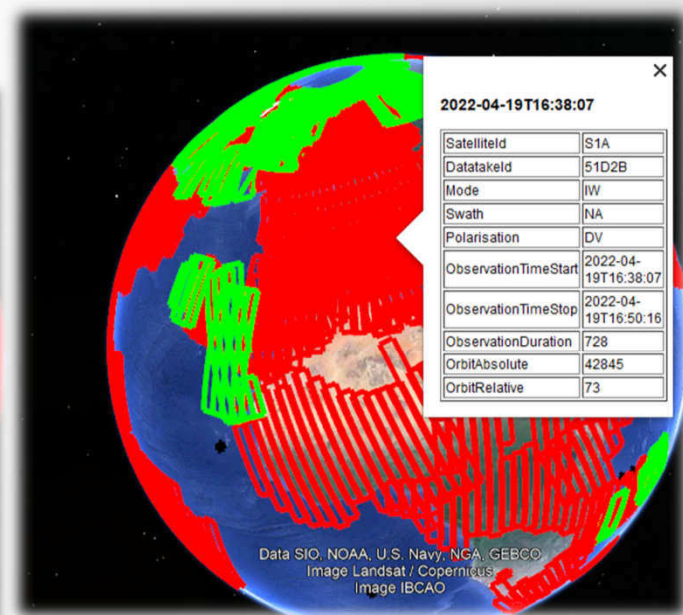 ×
2022-04-19T16:38:07
SatelliteId S1A
DatatakeId 51D2B
Mode IW
Swath NA
Polarisation DV
ObservationTimeStart 2022-04-
19T16:38:07
ObservationTimeStop 2022-04-
19T16:50:16
ObservationDuration 728
OrbitAbsolute 42845
OrbitRelative 73
Data SIO, NOAA, U.S. Navy, NGA, GEBCO
Image Landsat / Copernicus
Image IBCAO